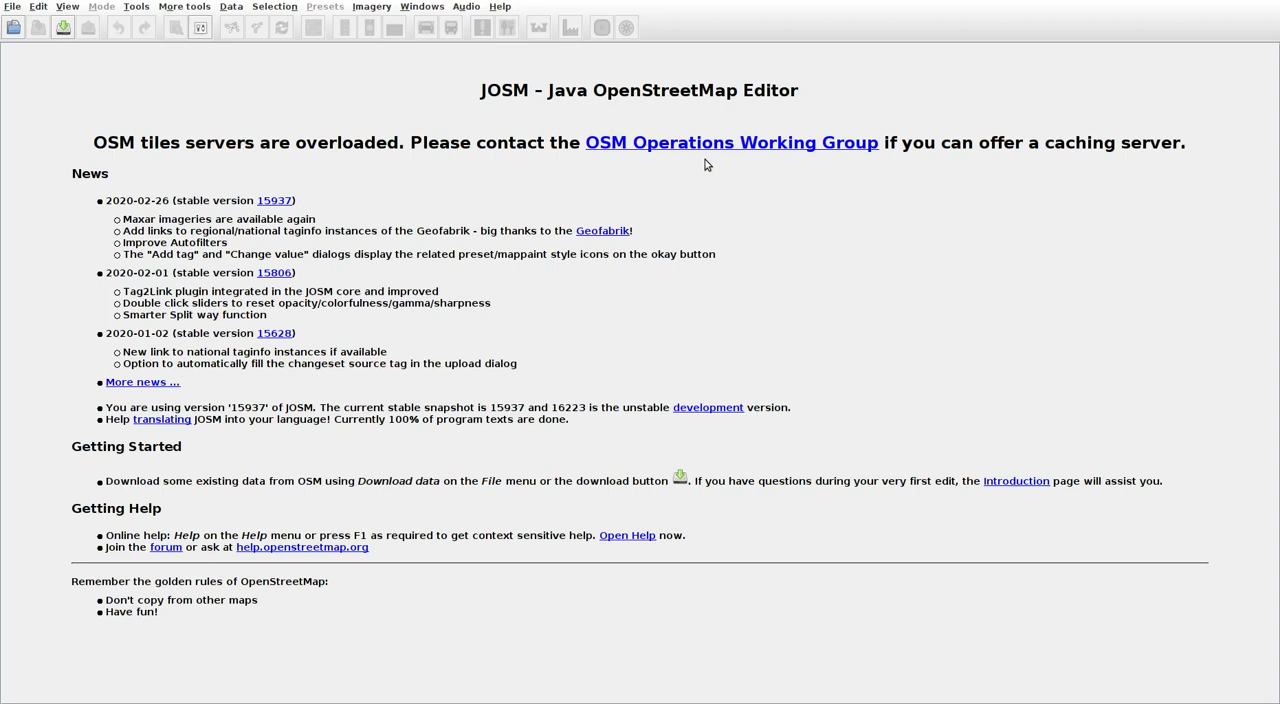 File Edit View Mode Tools More tools Data Selection Presets Imagery Windows Audio Help
JOSM – Java OpenStreetMap Editor
OSM tiles servers are overloaded. Please contact the OSM Operations Working Group if you can offer a caching server.
News
2020-02-26 (stable version 15937)
Maxar imageries are available again
Add links to regional/national taginfo instances of the Geofabrik - big thanks to the Geofabrik!
Improve Autofilters
The "Add tag" and "Change value" dialogs display the related preset/mappaint style icons on the okay button
2020-02-01 (stable version 15806)
Tag2Link plugin integrated in the JOSM core and improved
Double click sliders to reset opacity/colorfulness/gamma/sharpness
Smarter Split way function
2020-01-02 (stable version 15628)
New link to national taginfo instances if available
Option to automatically fill the changeset source tag in the upload dialog
More news ...
You are using version '15937' of JOSM. The current stable snapshot is 15937 and 16223 is the unstable development version.
Help translating JOSM into your language! Currently 100% of program texts are done.
Getting Started
Download some existing data from OSM using Download data on the File menu or the download button . If you have questions during your very first edit, the Introduction page will assist you.
Getting Help
Online help: Help on the Help menu or press F1 as required to get context sensitive help. Open Help now.
Join the forum or ask at help.openstreetmap.org
Remember the golden rules of OpenStreetMap:
Don't copy from other maps
Have fun!